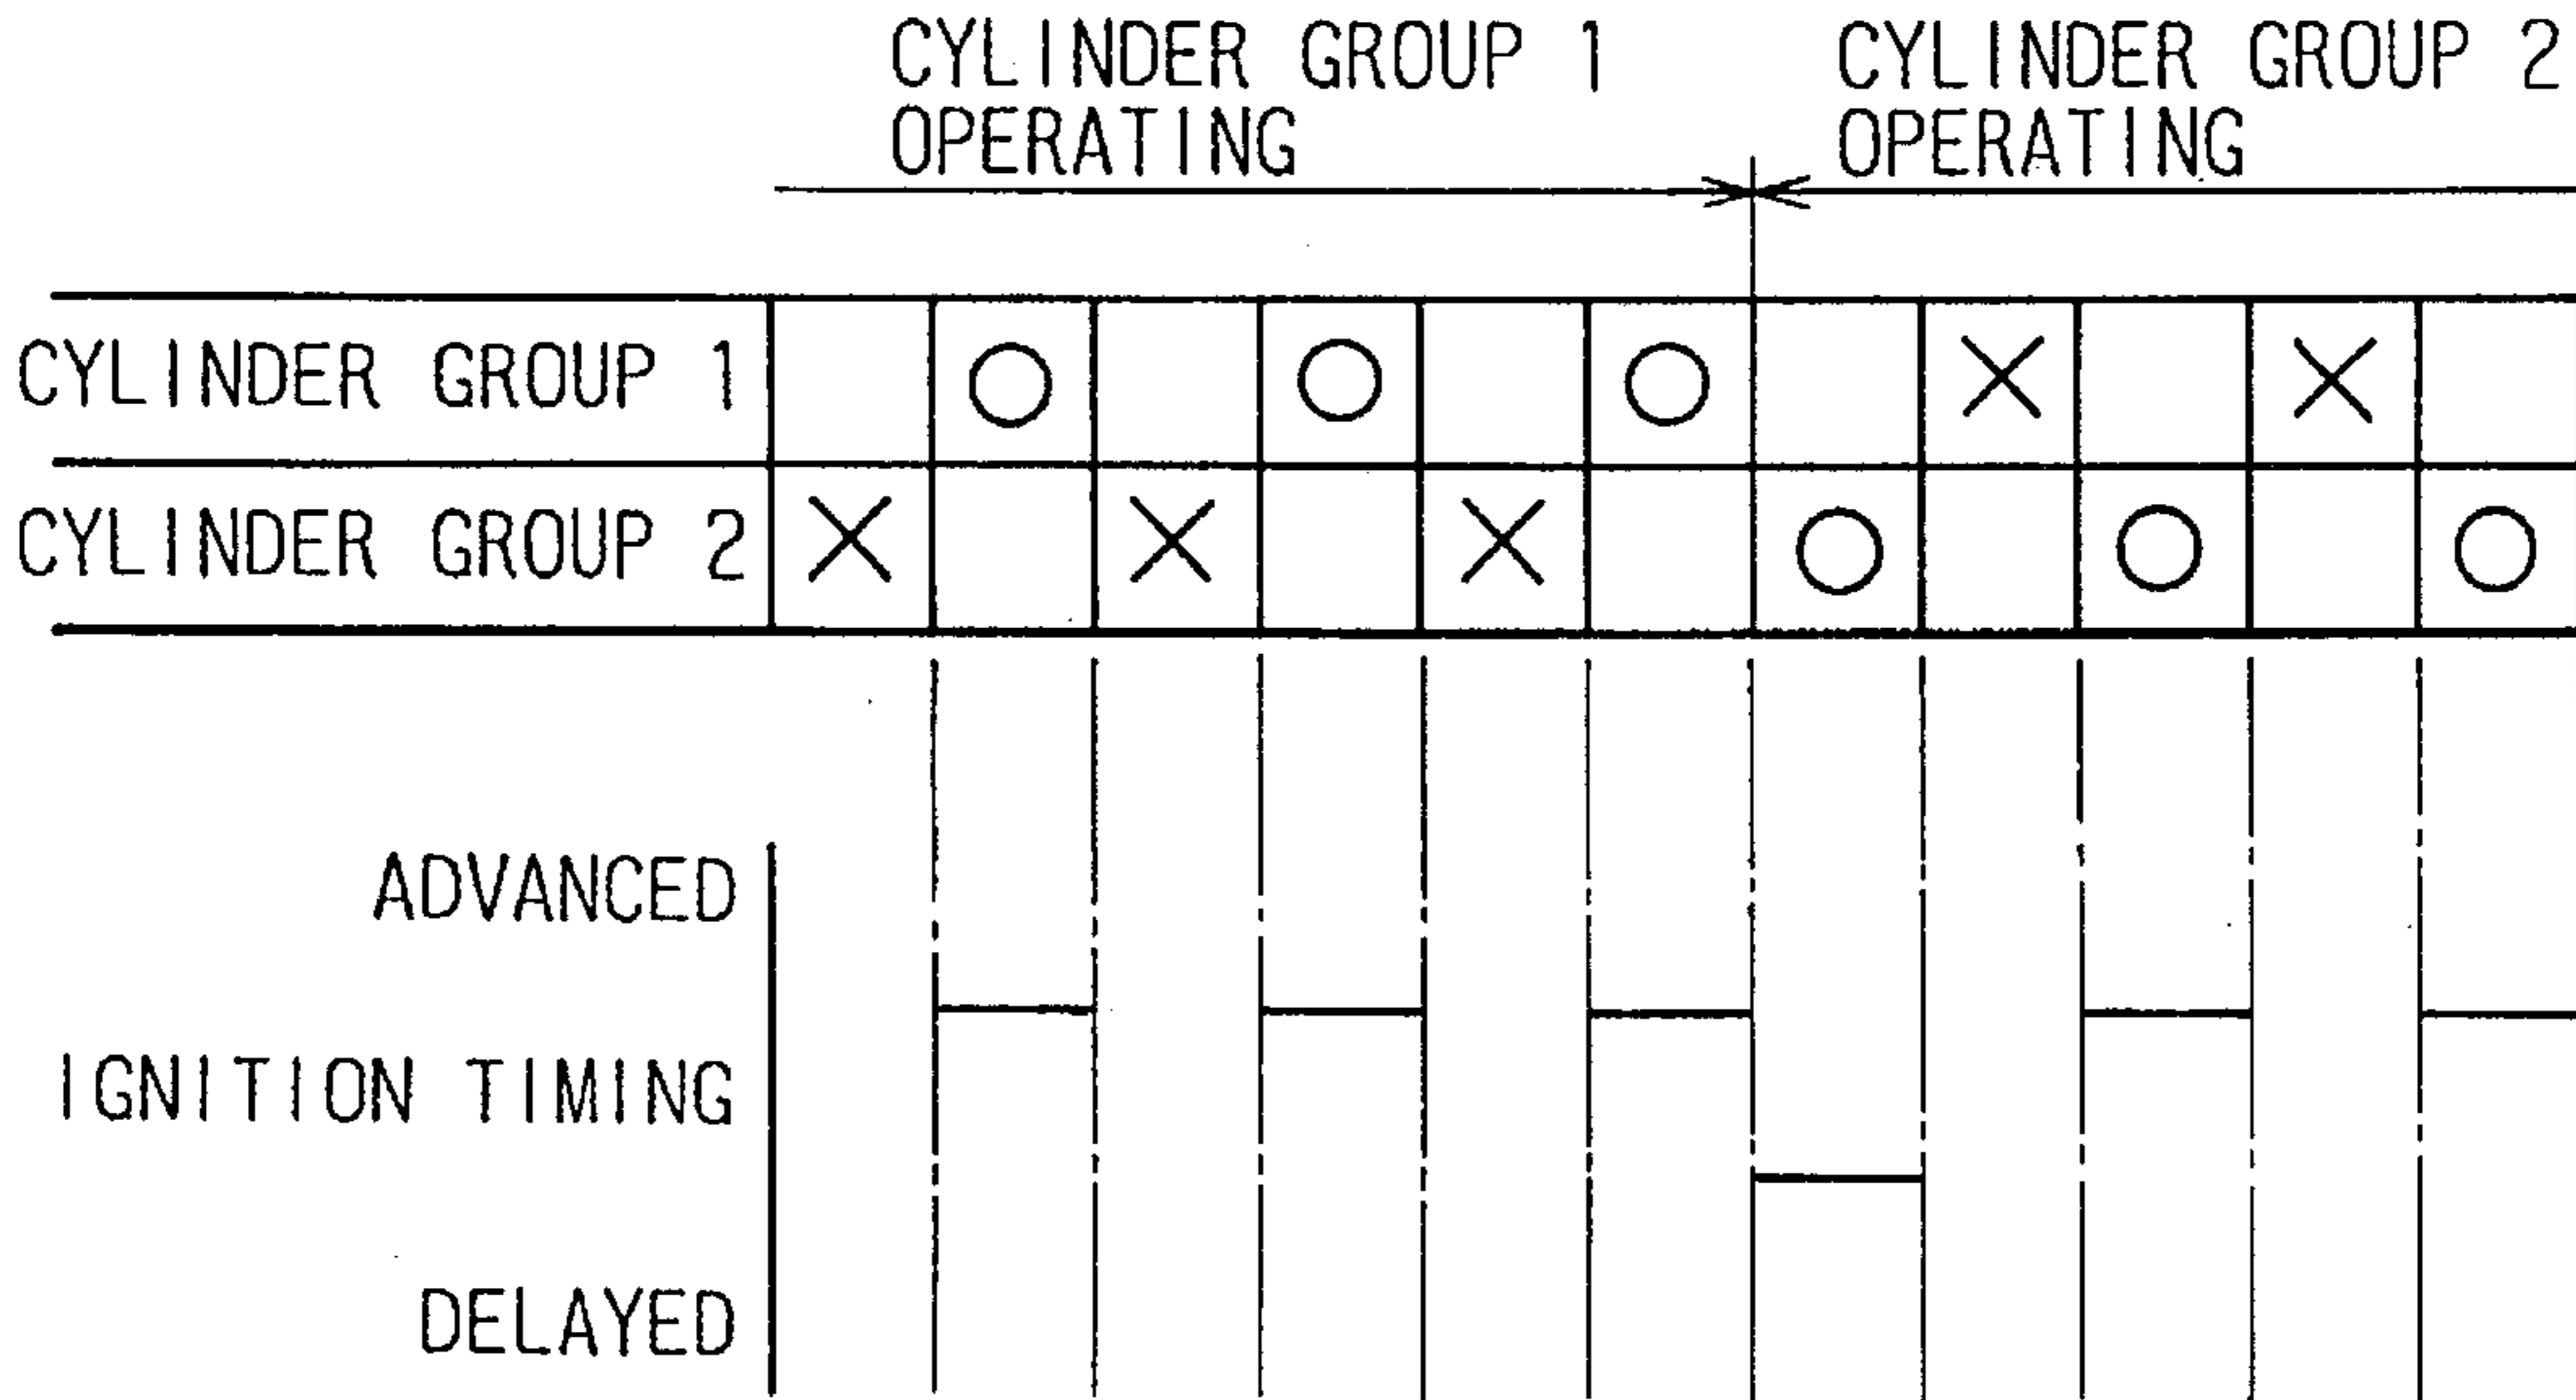 CYLINDER GROUP 1
OPERATING
CYLINDER GROUP 2
OPERATING
CYLINDER GROUP 1
CYLINDER GROUP 2
ADVANCED
IGNITION TIMING
DELAYED